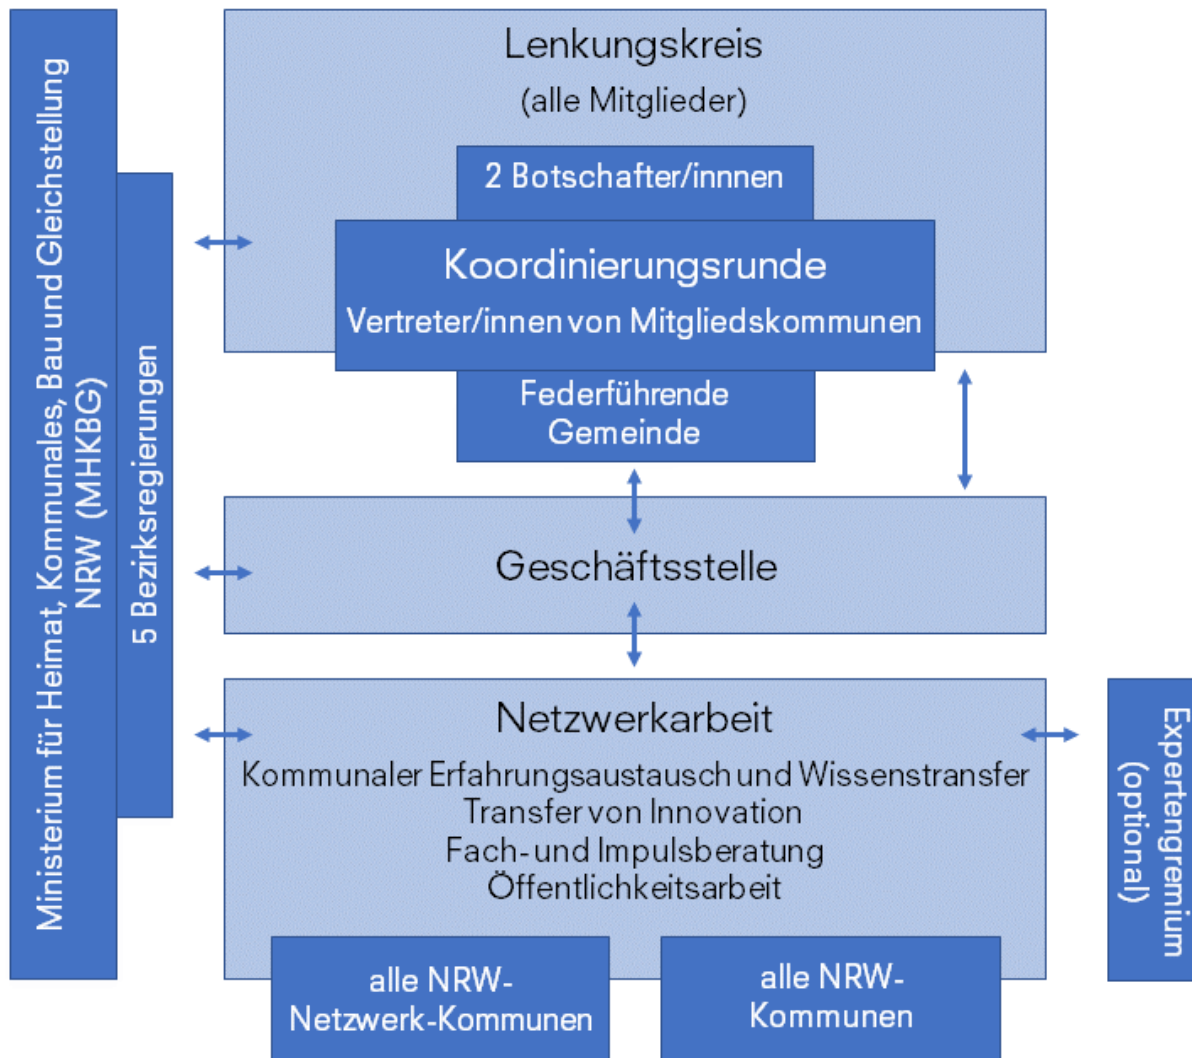 Ministerium für Heimat, Kommunales, Bau und Gleichstellung
NRW (MHKBG)
5 Bezirksregierungen
Lenkungskreis
(alle Mitglieder)
2 Botschafter/innnen
Koordinierungsrunde
Vertreter/innen von Mitgliedskommunen
Federführende
Gemeinde
Geschäftsstelle
Netzwerkarbeit
Kommunaler Erfahrungsaustausch und Wissenstransfer
Transfer von Innovation
Fach- und Impulsberatung
Öffentlichkeitsarbeit
alle NRW-
Netzwerk-Kommunen
alle NRW-
Kommunen
Expertengremium
(optional)